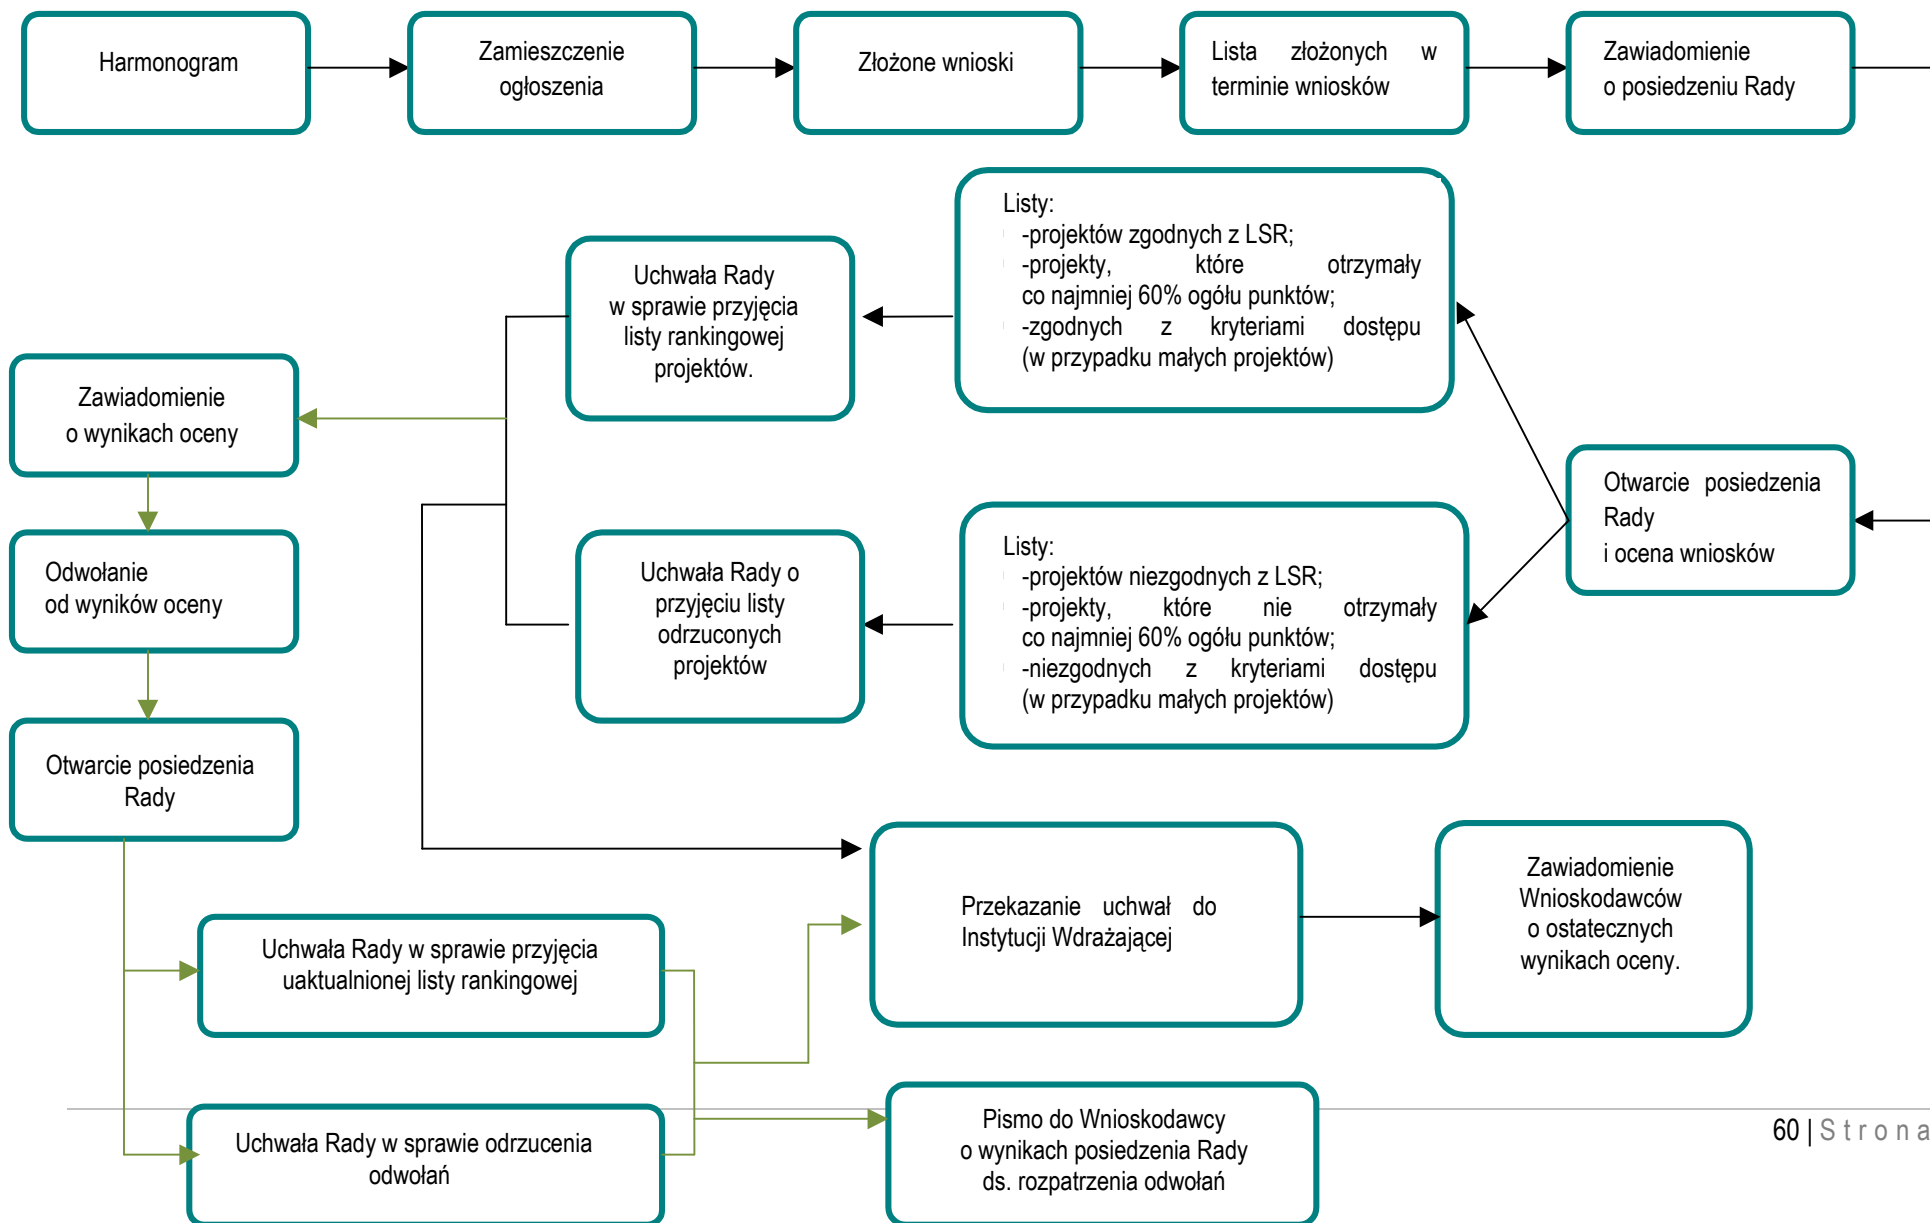 Harmonogram
Zamieszczenie
ogłoszenia
Złożone wnioski
Lista złożonych w
terminie wniosków
Zawiadomienie
o posiedzeniu Rady
Listy:
-projektów zgodnych z LSR;
-projekty, które otrzymały
co najmniej 60% ogółu punktów;
-zgodnych z kryteriami dostępu
(w przypadku małych projektów)
Uchwała Rady
w sprawie przyjęcia
listy rankingowej
projektów.
Zawiadomienie
o wynikach oceny
Otwarcie posiedzenia
Rady
i ocena wniosków
Listy:
-projektów niezgodnych z LSR;
-projekty, które nie otrzymały
co najmniej 60% ogółu punktów;
-niezgodnych z kryteriami dostępu
(w przypadku małych projektów)
Uchwała Rady o
przyjęciu listy
odrzuconych
projektów
Odwołanie
od wyników oceny
Otwarcie posiedzenia
Rady
Przekazanie uchwał do
Instytucji Wdrażającej
Zawiadomienie
Wnioskodawców
o ostatecznych
wynikach oceny.
Uchwała Rady w sprawie przyjęcia
uaktualnionej listy rankingowej
Uchwała Rady w sprawie odrzucenia
odwołań
Pismo do Wnioskodawcy
o wynikach posiedzenia Rady
ds. rozpatrzenia odwołań
60 | Strona